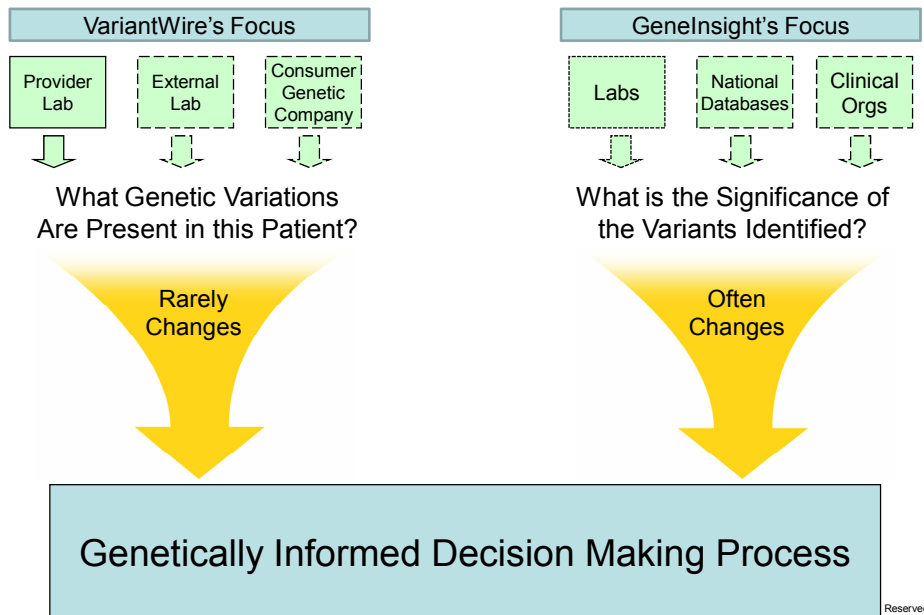 VariantWire’s Focus
GeneInsight’s Focus
Provider
Lab
External
Lab
Consumer
Genetic
Company
Labs
National
Databases
Clinical
Orgs
What Genetic Variations
Are Present in this Patient?
What is the Significance of
the Variants Identified?
Rarely
Changes
Often
Changes
Genetically Informed Decision Making Process